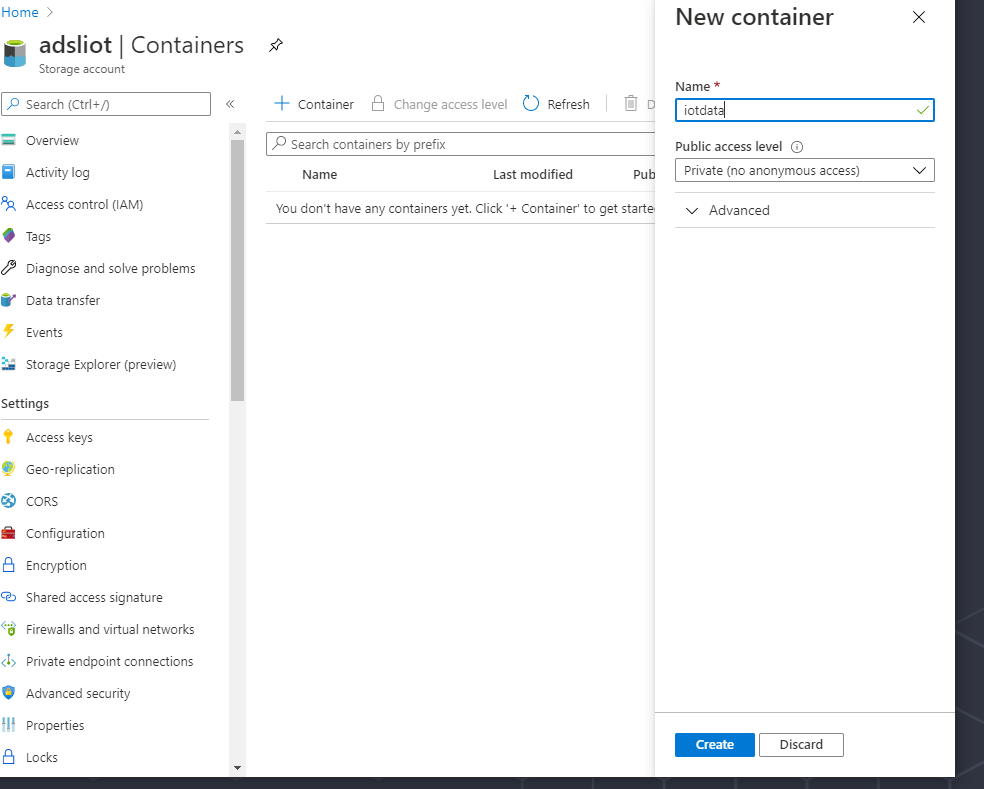 Home
adsliot | Containers
Storage account
Search (Ctrl+/)
Overview
Activity log
Access control (IAM)
Tags
Diagnose and solve problems
Data transfer
Events
Storage Explorer (preview)
Settings
Access keys
Geo-replication
CORS
Configuration
Encryption
Shared access signature
Firewalls and virtual networks
Private endpoint connections
Advanced security
Properties
Locks
Container Change access level Refresh D
Search containers by prefix
Name Last modified Pub
You don't have any containers yet. Click '+ Container' to get starte
New container
Name *
iotdata
Public access level
Private (no anonymous access)
Advanced
Create Discard